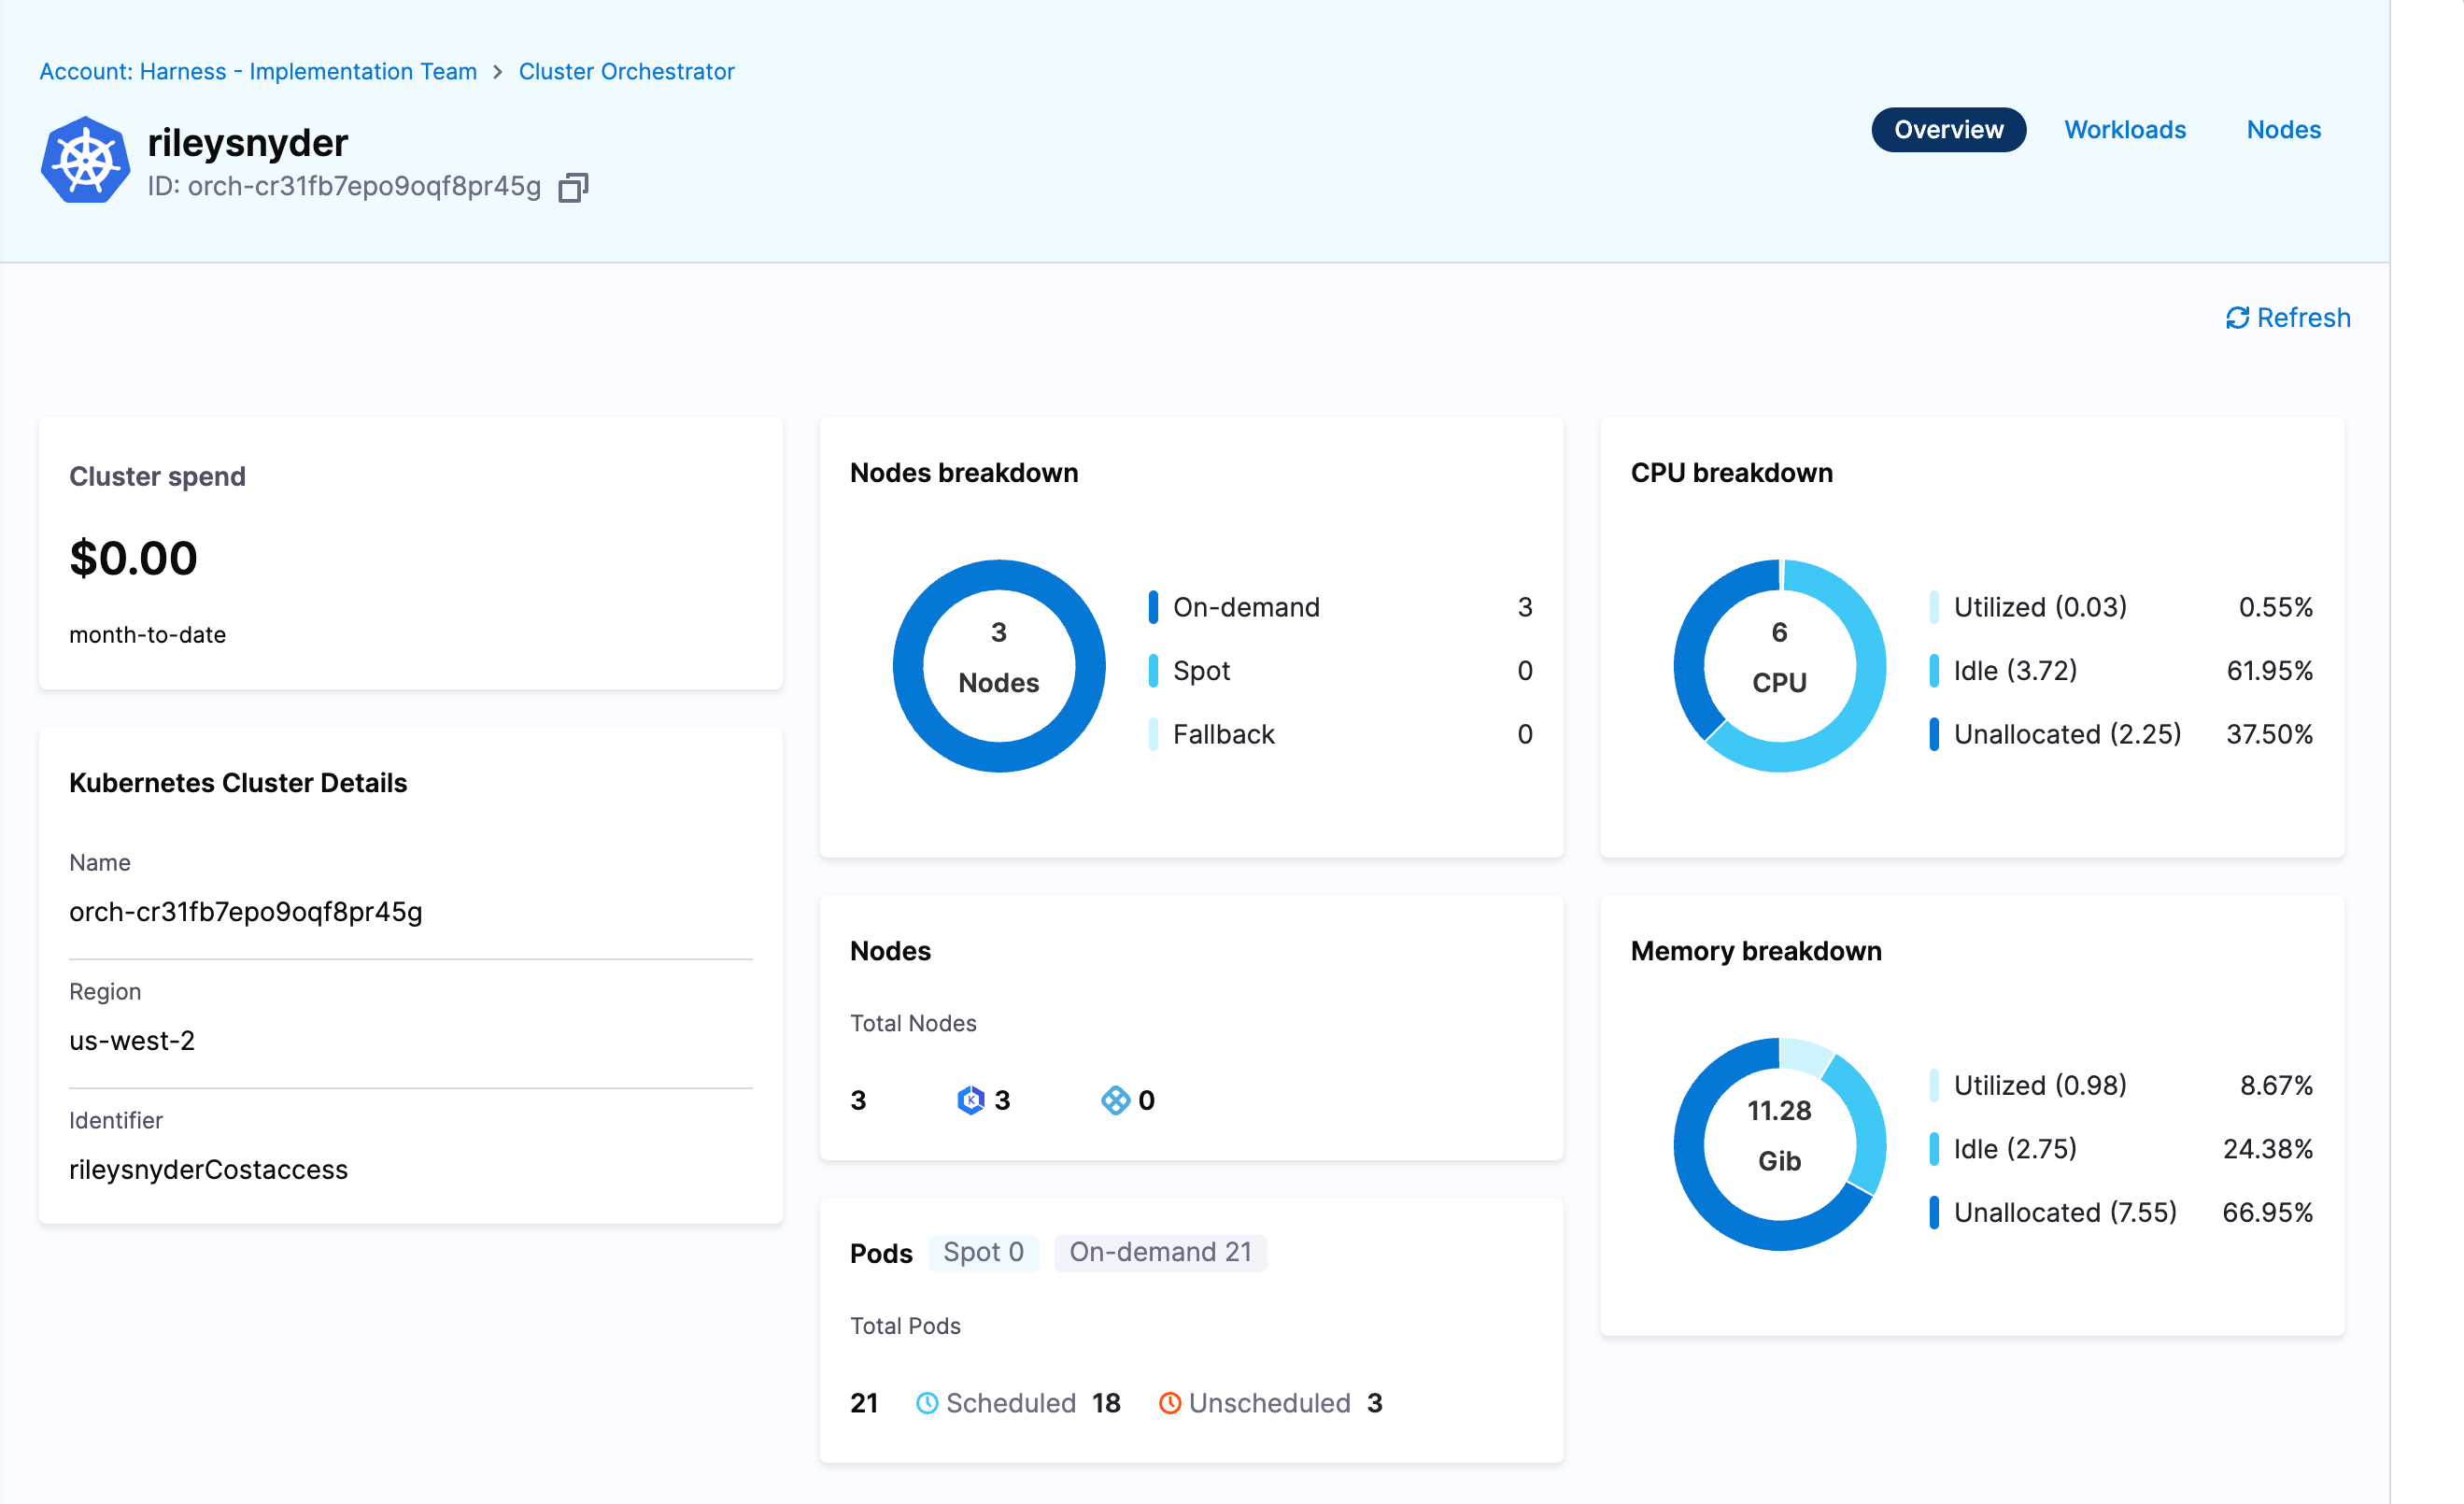 Account: Harness - Implementation Team > Cluster Orchestrator
rileysnyder
ID: orch-cr31fb7epo9oqf8pr45g
Overview Workloads Nodes
Refresh
Cluster spend
$0.00
month-to-date
Kubernetes Cluster Details
Name
orch-cr31fb7epo9oqf8pr45g
Region
us-west-2
Identifier
rileysnyderCostaccess
Nodes breakdown
3
Nodes
On-demand 3
Spot 0
Fallback 0
Nodes
Total Nodes
3 K 3 0
Pods Spot 0 On-demand 21
Total Pods
21 Scheduled 18 Unscheduled 3
CPU breakdown
6
CPU
Utilized (0.03) 0.55%
Idle (3.72) 61.95%
Unallocated (2.25) 37.50%
Memory breakdown
11.28
Gib
Utilized (0.98) 8.67%
Idle (2.75) 24.38%
Unallocated (7.55) 66.95%